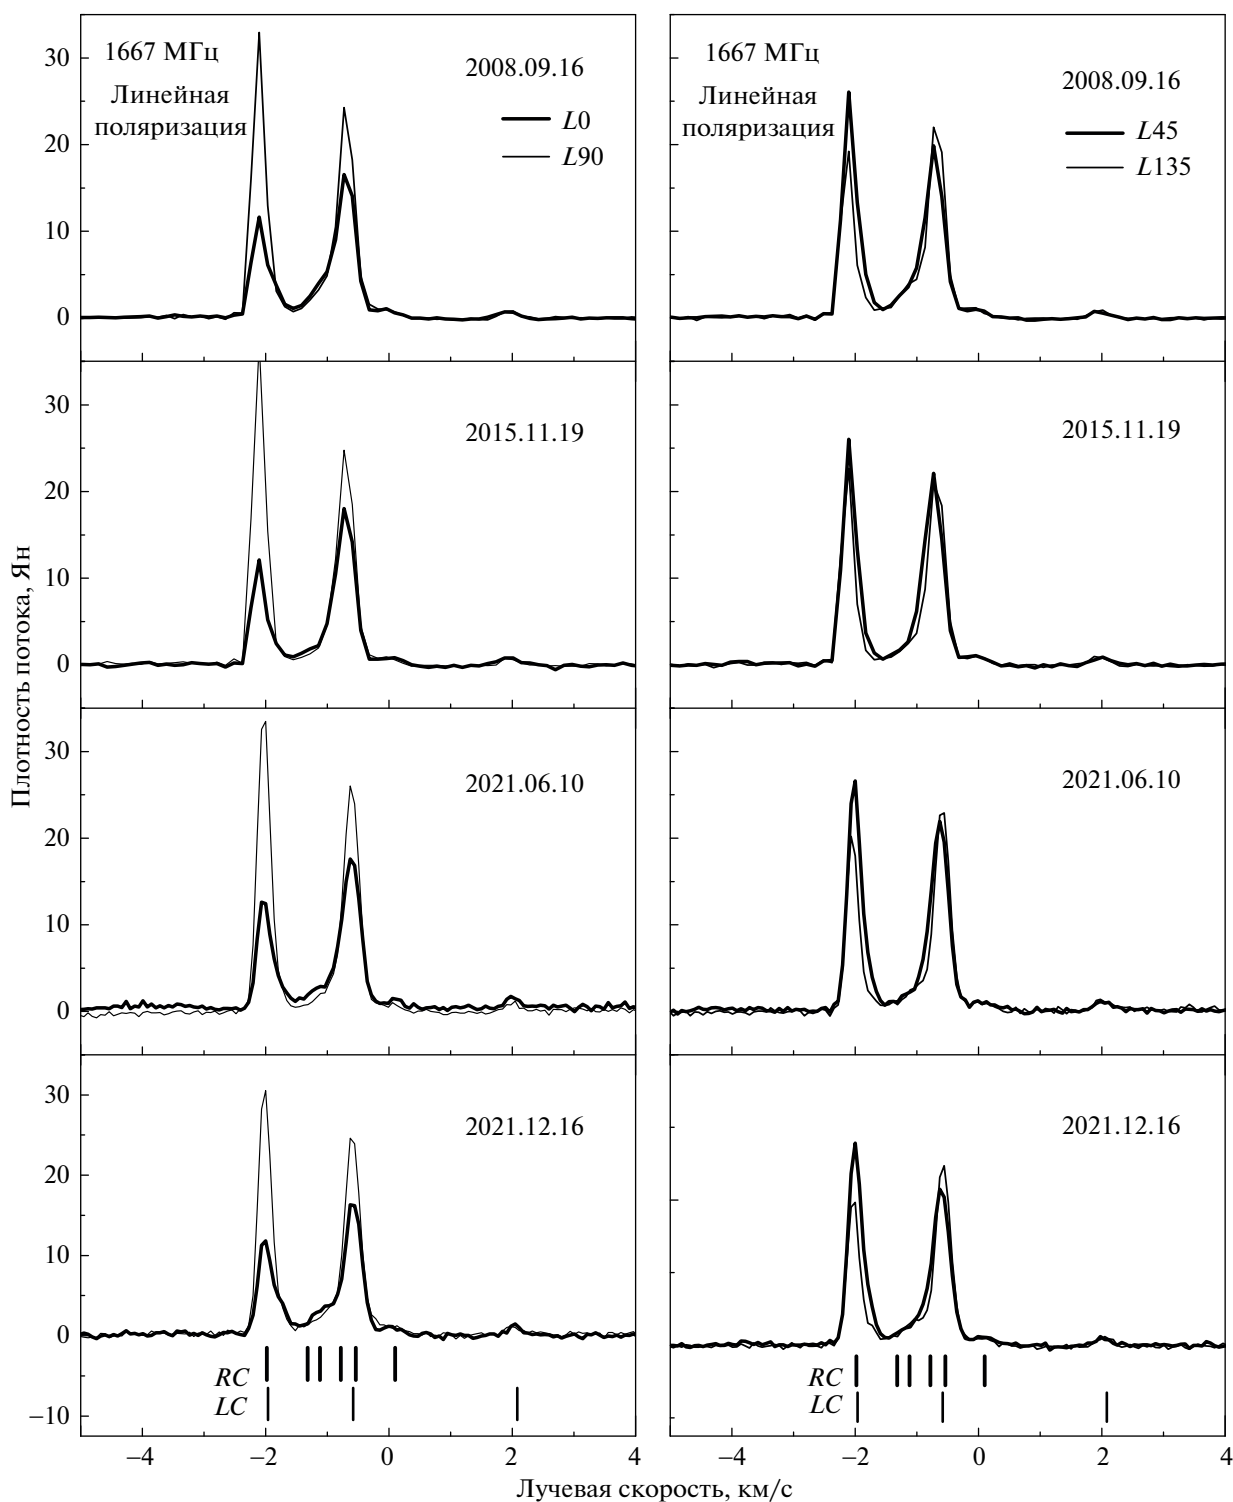 1667 МГц
Линейная
поляризация
2008.09.16
L0
L90
30
20
10
0
1667 МГц
Линейная
поляризация
2008.09.16
L45
L135
2015.11.19
30
20
10
0
2015.11.19
Плотность потока, Ян
2021.06.10
30
20
10
0
2021.06.10
2021.12.16
30
20
10
0
–10
RC
LC
2021.12.16
RC
LC
–4 –2 0 2 4
–4 –2 0 2 4
Лучевая скорость, км/с